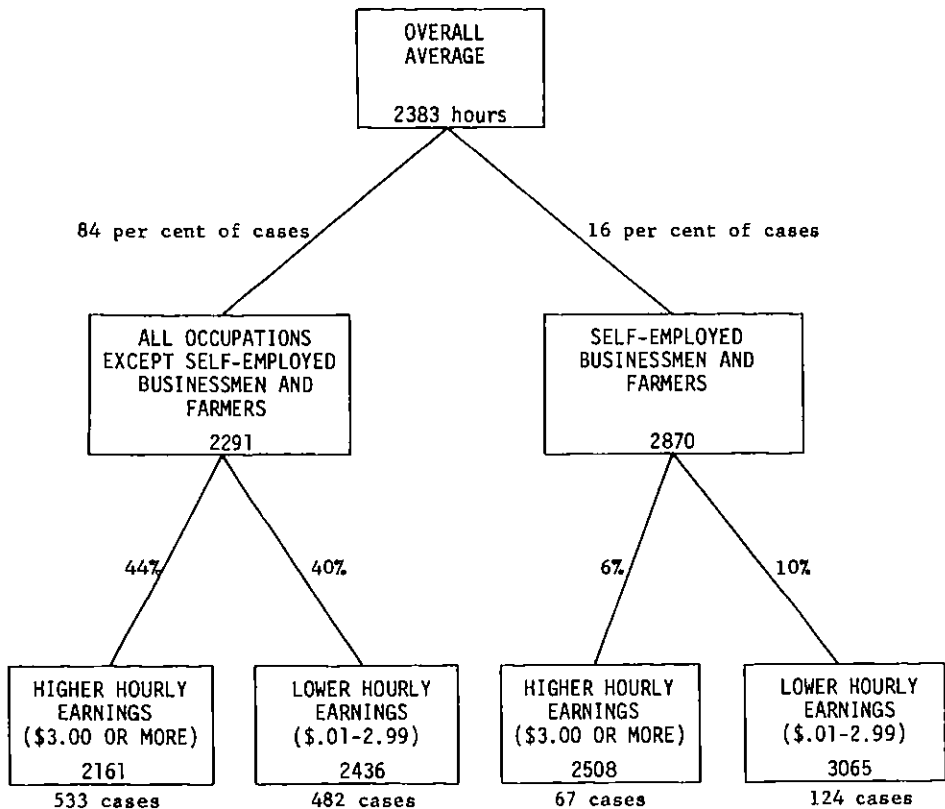 OVERALL
AVERAGE
2383 hours
84 per cent of cases
16 per cent of cases
ALL OCCUPATIONS
EXCEPT SELF-EMPLOYED
BUSINESSMEN AND
FARMERS
2291
SELF-EMPLOYED
BUSINESSMEN AND
FARMERS
2870
44%
40%
6%
10%
HIGHER HOURLY
EARNINGS
($3.00 OR MORE)
2161
533 cases
LOWER HOURLY
EARNINGS
($.01-2.99)
2436
482 cases
HIGHER HOURLY
EARNINGS
($3.00 OR MORE)
2508
67 cases
LOWER HOURLY
EARNINGS
($.01-2.99)
3065
124 cases